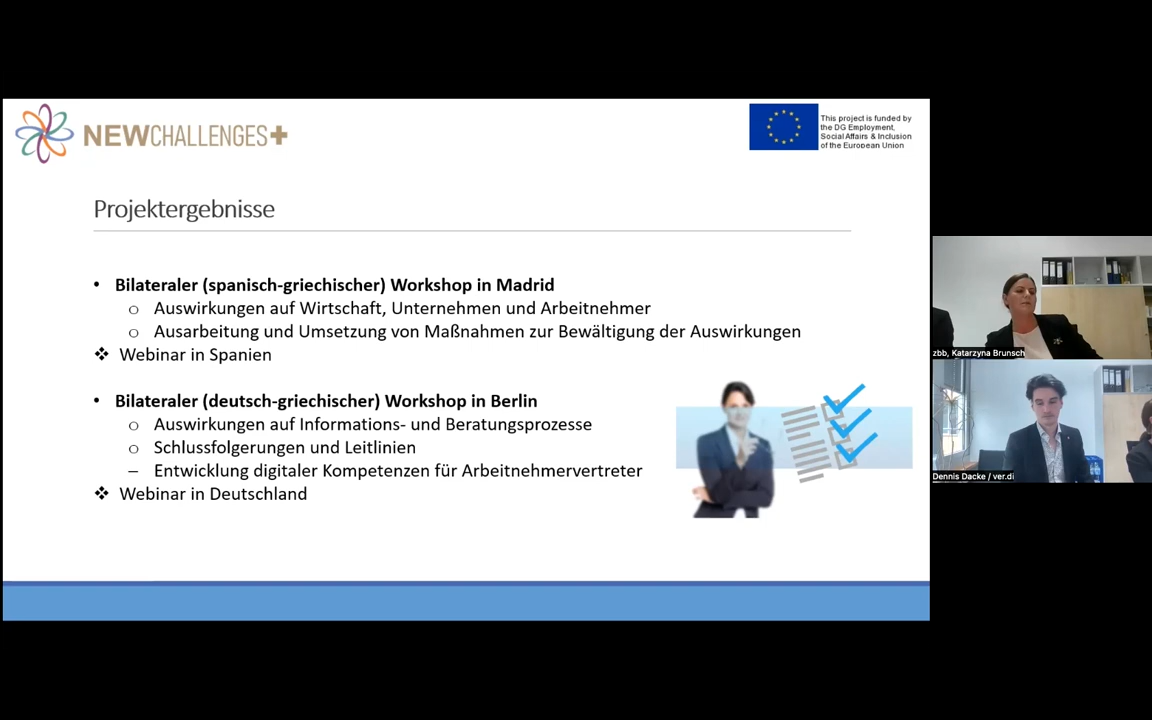 NEWCHALLENGES+
This project is funded by
the DG Employment,
Social Affairs & Inclusion
of the European Union
Projektergebnisse
• Bilateraler (spanisch-griechischer) Workshop in Madrid
o Auswirkungen auf Wirtschaft, Unternehmen und Arbeitnehmer
o Ausarbeitung und Umsetzung von Maßnahmen zur Bewältigung der Auswirkungen
❖ Webinar in Spanien
• Bilateraler (deutsch-griechischer) Workshop in Berlin
o Auswirkungen auf Informations- und Beratungsprozesse
o Schlussfolgerungen und Leitlinien
– Entwicklung digitaler Kompetenzen für Arbeitnehmervertreter
❖ Webinar in Deutschland
zbb, Katarzyna Brunsch
Dennis Dacke / ver.di